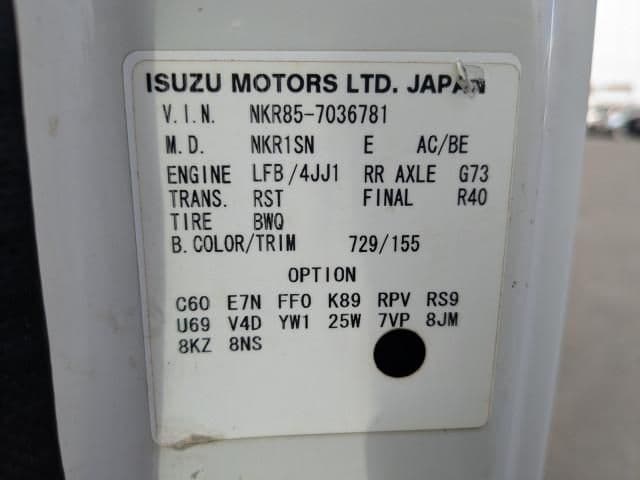 ISUZU MOTORS LTD. JAPAN
V.I.N. NKR85-7036781
M.D. NKR1SN E AC/BE
ENGINE LFB/4JJ1 RR AXLE G73
TRANS. RST FINAL R40
TIRE BWQ
B.COLOR/TRIM 729/155
OPTION
C60 E7N FF0 K89 RPV RS9
U69 V4D YW1 25W 7VP 8JM
8KZ 8NS